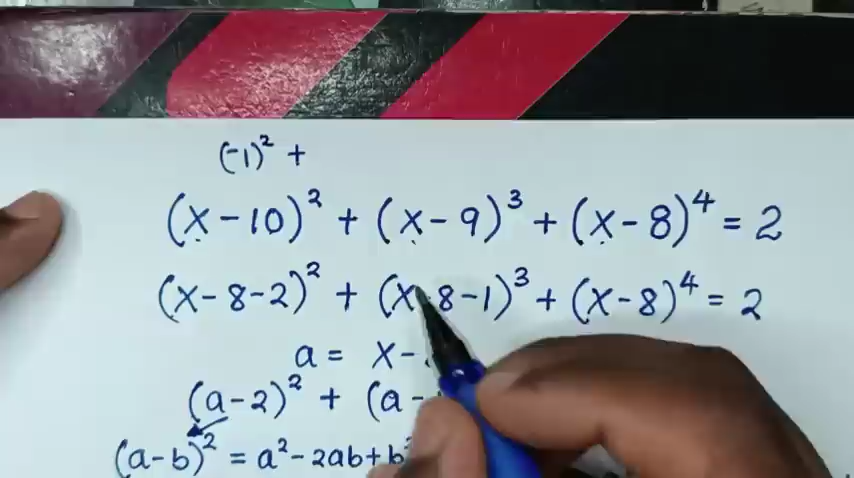 (-1)² +
(x - 10)² + (x - 9)³ + (x - 8)⁴ = 2
(x - 8 - 2)² + (x - 8 - 1)³ + (x - 8)⁴ = 2
a = x -
(a - 2)² + (a -
(a - b)² = a² - 2ab + b²